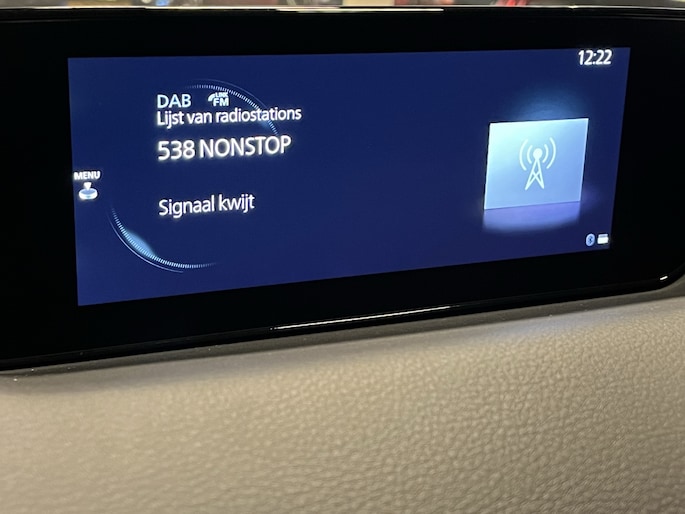 12:22
DAB LINK FM
Lijst van radiostations
538 NONSTOP
MENU
Signaal kwijt